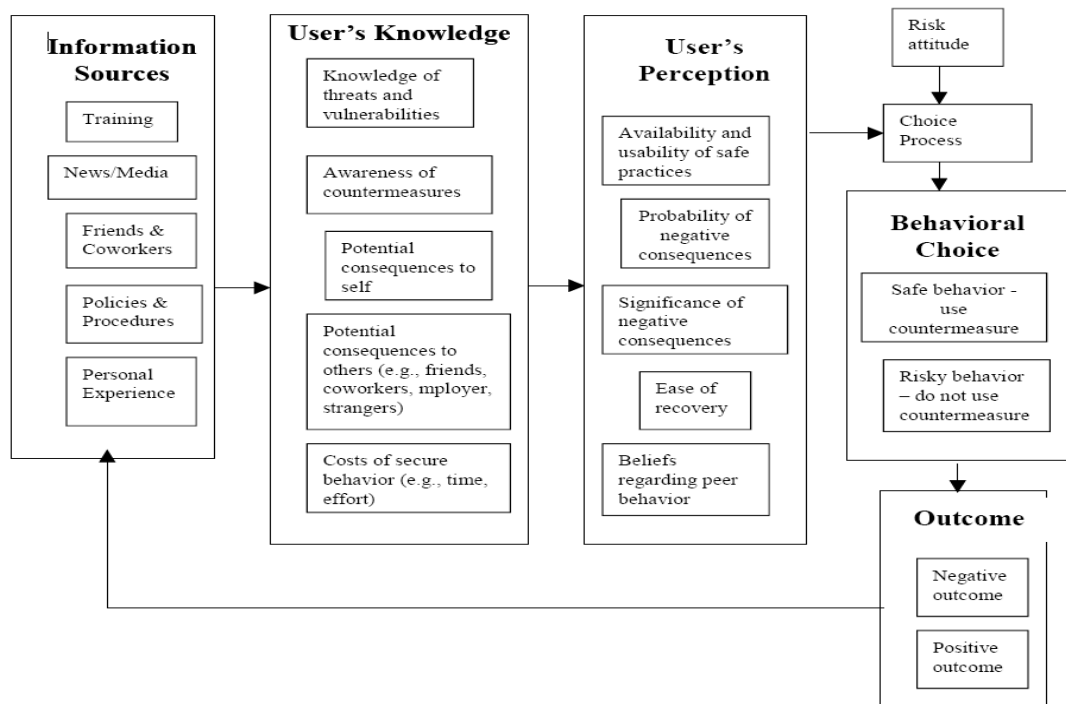 Information
Sources
Training
News/Media
Friends &
Coworkers
Policies &
Procedures
Personal
Experience
User’s Knowledge
Knowledge of
threats and
vulnerabilities
Awareness of
countermeasures
Potential
consequences to
self
Potential
consequences to
others (e.g., friends,
coworkers, mployer,
strangers)
Costs of secure
behavior (e.g., time,
effort)
User’s
Perception
Availability and
usability of safe
practices
Probability of
negative
consequences
Significance of
negative
consequences
Ease of
recovery
Beliefs
regarding peer
behavior
Risk
attitude
Choice
Process
Behavioral
Choice
Safe behavior -
use
countermeasure
Risky behavior
– do not use
countermeasure
Outcome
Negative
outcome
Positive
outcome